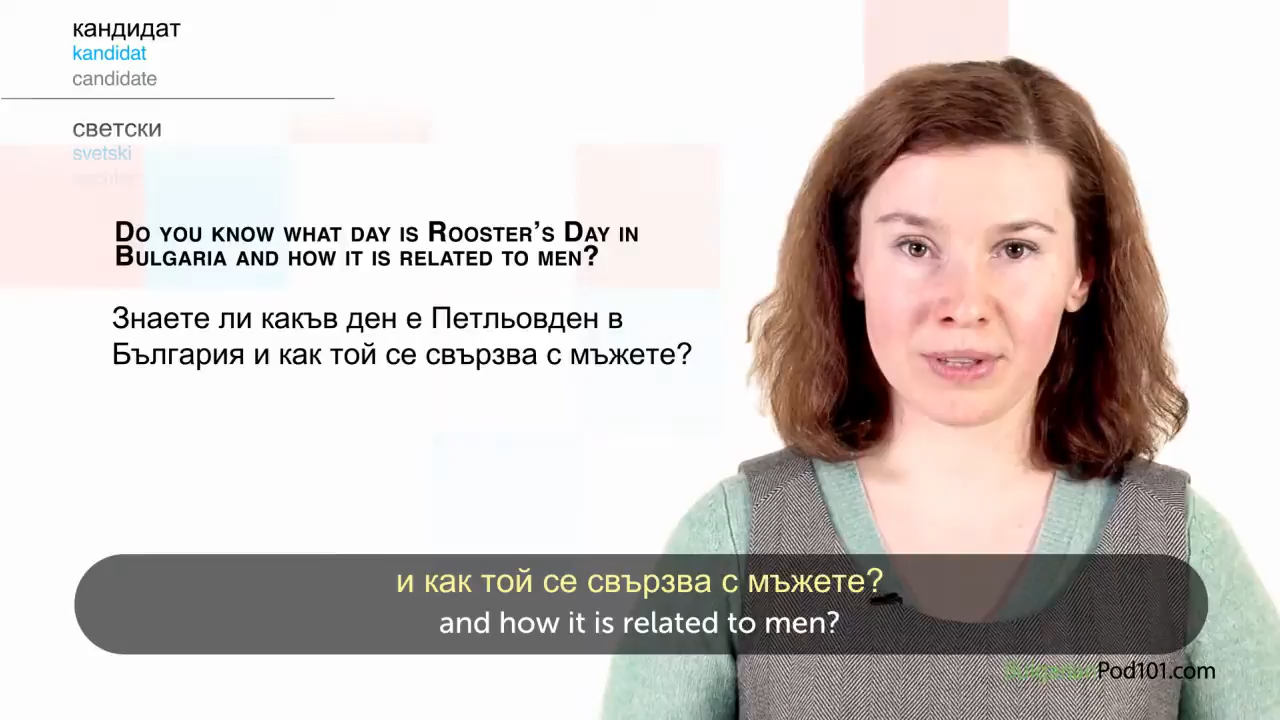 кандидат
kandidat
candidate
светски
svetski
secular
Do you know what day is Rooster's Day in
Bulgaria and how it is related to men?
Знаете ли какъв ден е Петльовден в
България и как той се свързва с мъжете?
и как той се свързва с мъжете?
and how it is related to men?
BulgarianPod101.com